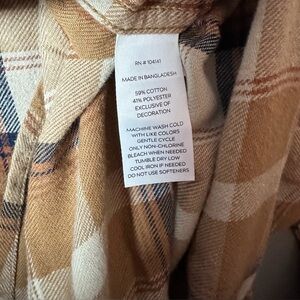 RN # 104141
MADE IN BANGLADESH
59% COTTON
41% POLYESTER
EXCLUSIVE OF
DECORATION
MACHINE WASH COLD
WITH LIKE COLORS
GENTLE CYCLE
ONLY NON-CHLORINE
BLEACH WHEN NEEDED
TUMBLE DRY LOW
COOL IRON IF NEEDED
DO NOT USE SOFTENERS